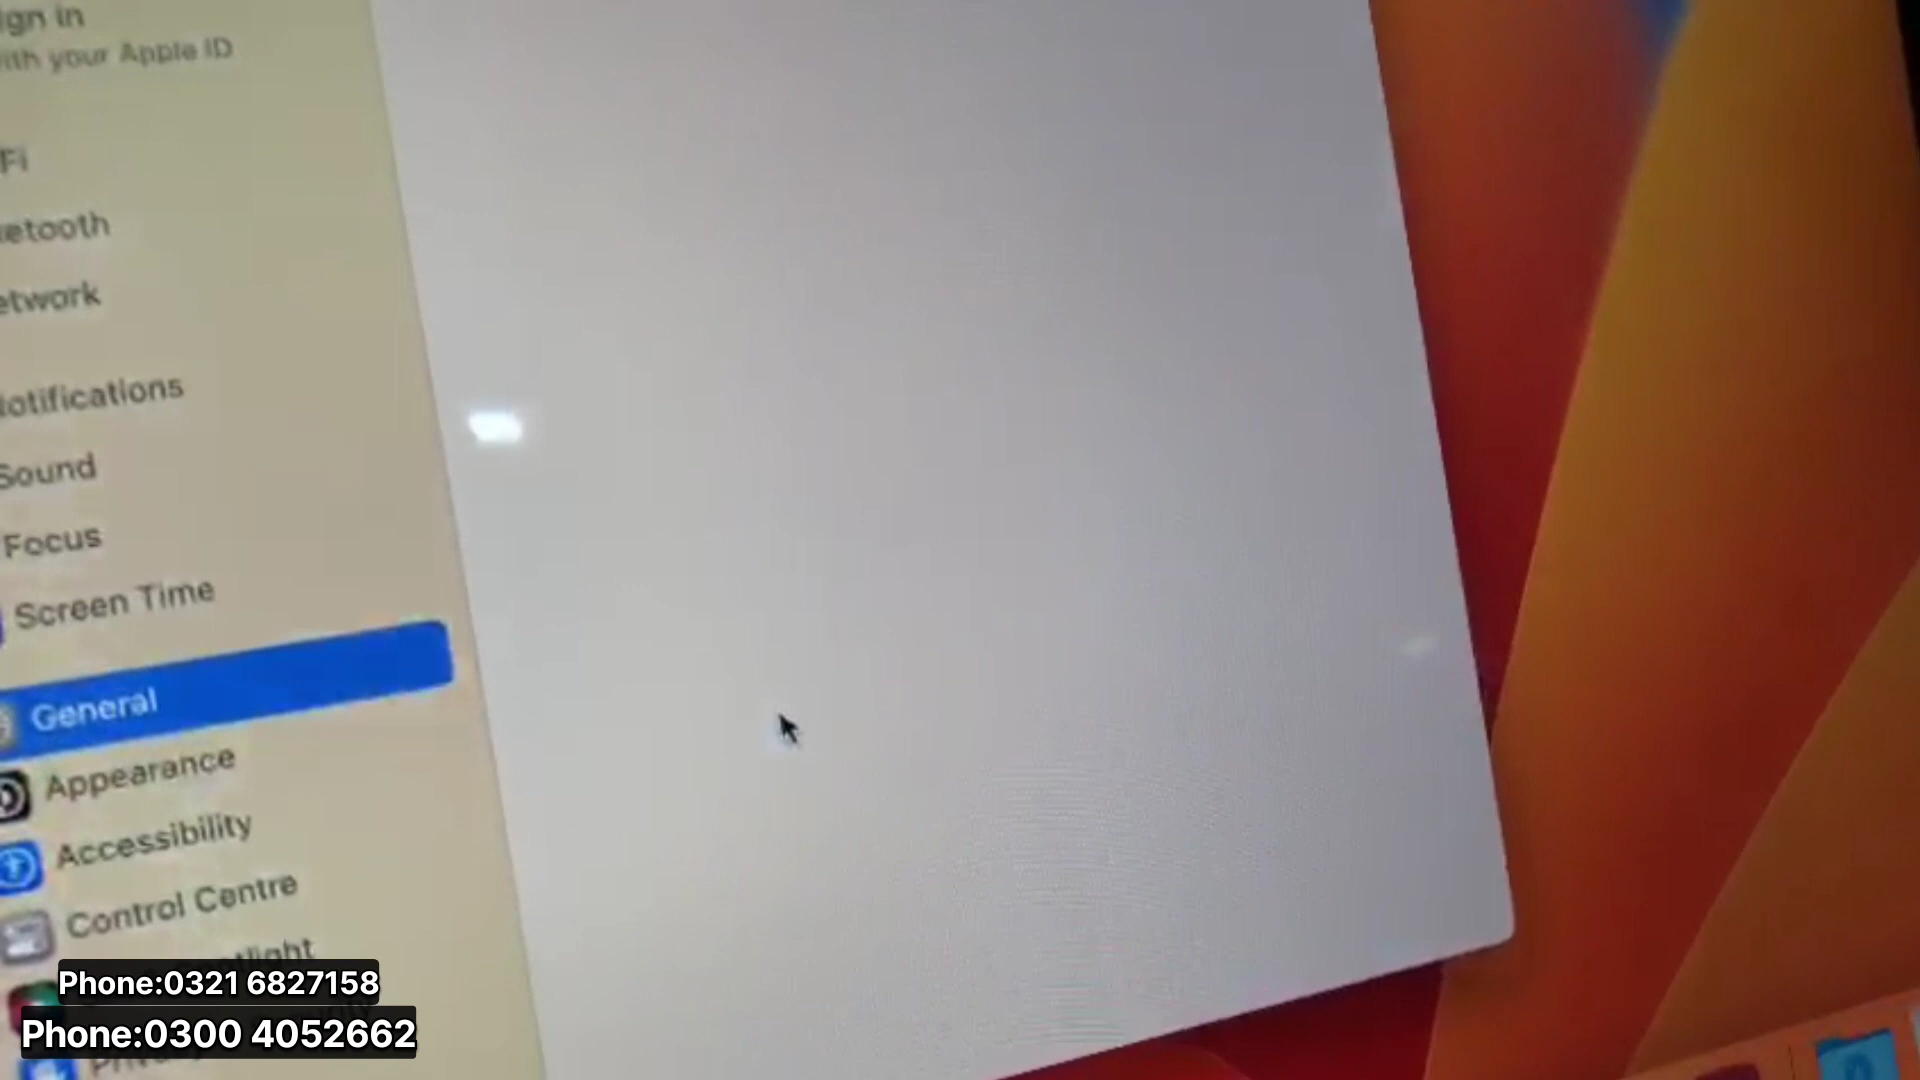 ign in
ith your Apple ID
Fi
etooth
etwork
otifications
Sound
Focus
Screen Time
General
Appearance
Accessibility
Control Centre
Spotlight
Phone:0321 6827158
Phone:0300 4052662